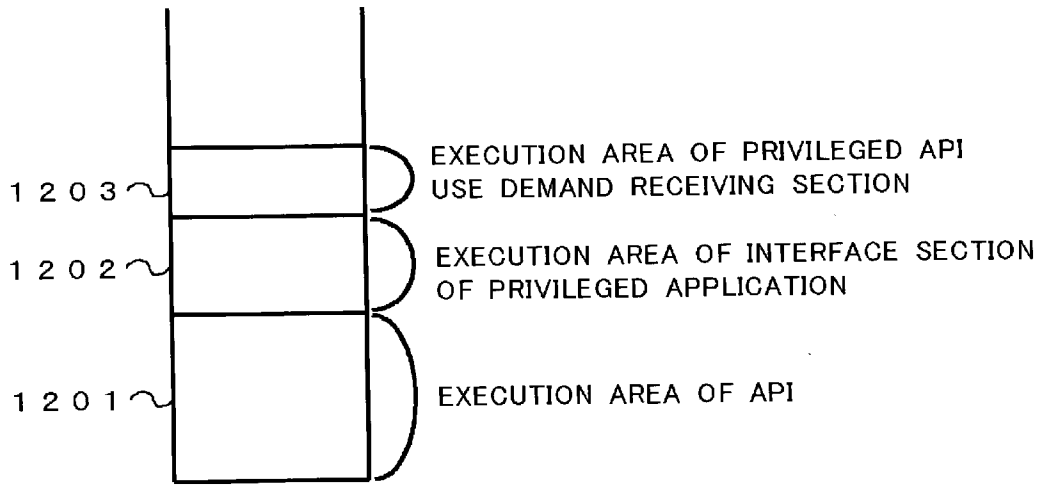 EXECUTION AREA OF PRIVILEGED API
USE DEMAND RECEIVING SECTION
1203
EXECUTION AREA OF INTERFACE SECTION
OF PRIVILEGED APPLICATION
1202
EXECUTION AREA OF API
1201